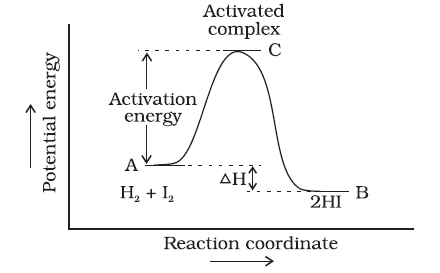 Activated
complex
C
Activation
energy
Potential energy
A
ΔH
H₂ + I₂
B
2HI
Reaction coordinate